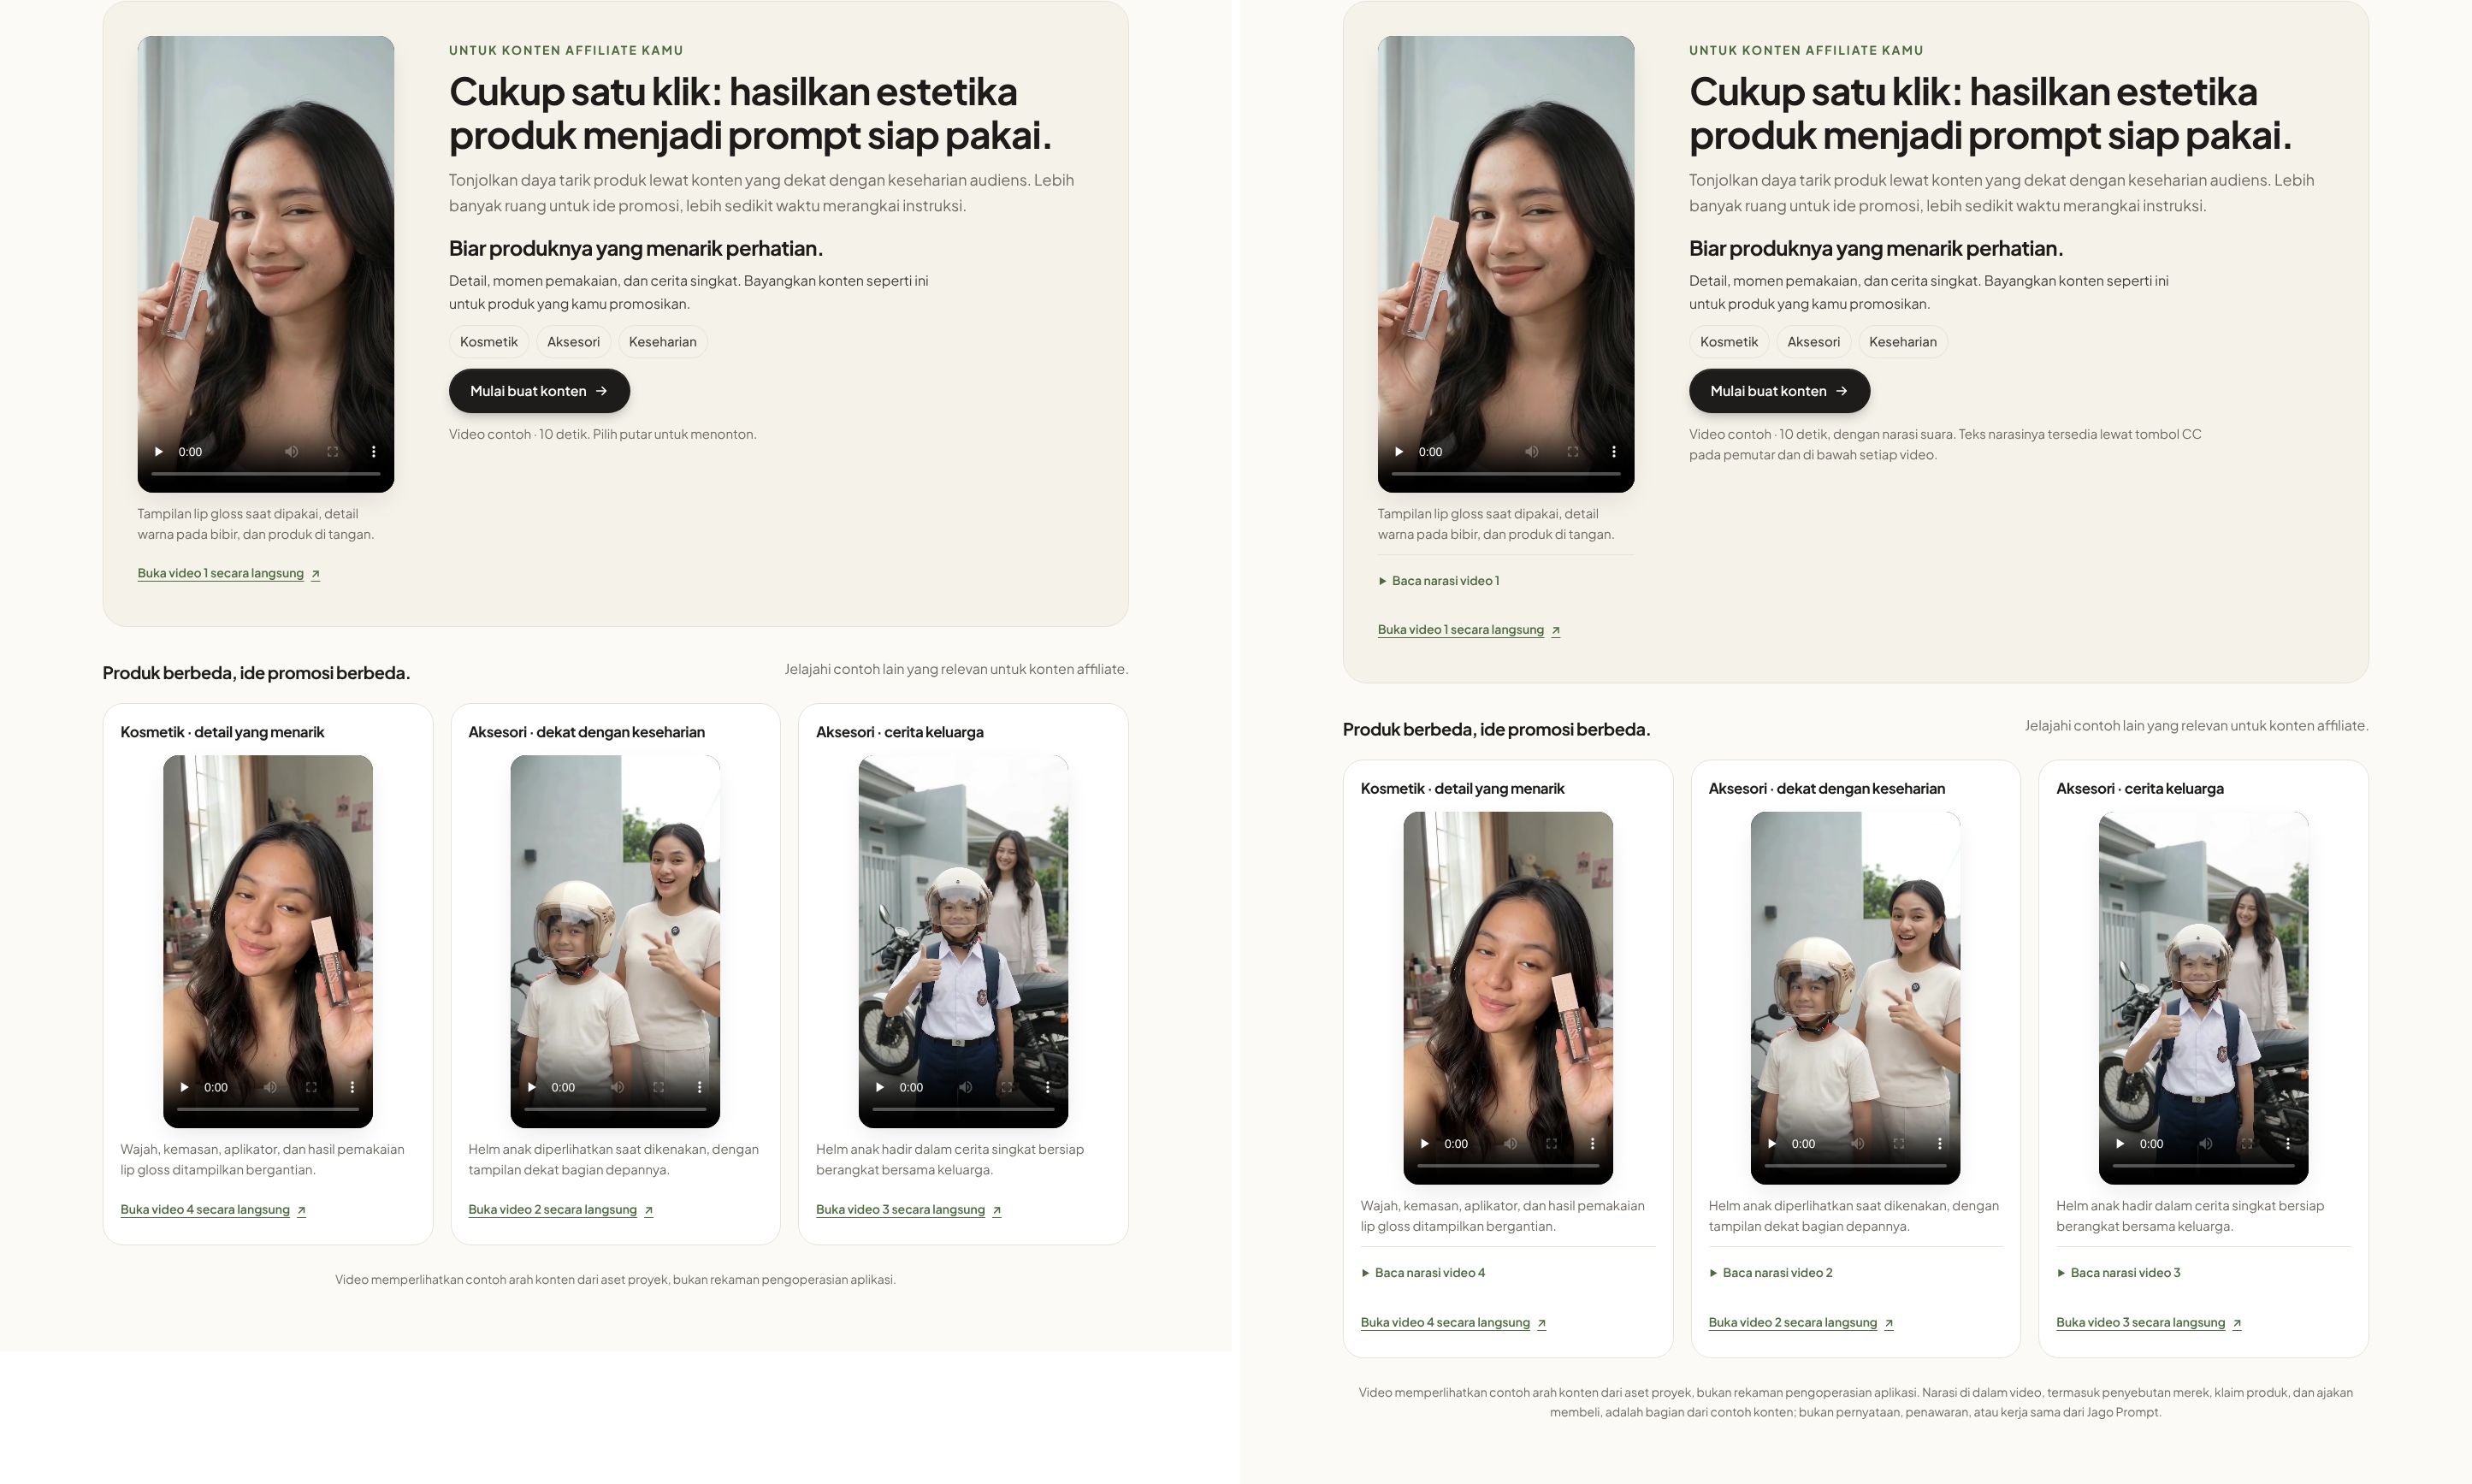 UNTUK KONTEN AFFILIATE KAMU
Cukup satu klik: hasilkan estetika
produk menjadi prompt siap pakai.
Tonjolkan daya tarik produk lewat konten yang dekat dengan keseharian audiens. Lebih
banyak ruang untuk ide promosi, lebih sedikit waktu merangkai instruksi.
Biar produknya yang menarik perhatian.
Detail, momen pemakaian, dan cerita singkat. Bayangkan konten seperti ini
untuk produk yang kamu promosikan.
Kosmetik
Aksesori
Keseharian
Mulai buat konten →
Video contoh · 10 detik. Pilih putar untuk menonton.
0:00
Tampilan lip gloss saat dipakai, detail
warna pada bibir, dan produk di tangan.
Buka video 1 secara langsung ↗
Produk berbeda, ide promosi berbeda.
Jelajahi contoh lain yang relevan untuk konten affiliate.
Kosmetik · detail yang menarik
0:00
Wajah, kemasan, aplikator, dan hasil pemakaian
lip gloss ditampilkan bergantian.
Buka video 4 secara langsung ↗
Aksesori · dekat dengan keseharian
0:00
Helm anak diperlihatkan saat dikenakan, dengan
tampilan dekat bagian depannya.
Buka video 2 secara langsung ↗
Aksesori · cerita keluarga
0:00
Helm anak hadir dalam cerita singkat bersiap
berangkat bersama keluarga.
Buka video 3 secara langsung ↗
Video memperlihatkan contoh arah konten dari aset proyek, bukan rekaman pengoperasian aplikasi.
UNTUK KONTEN AFFILIATE KAMU
Cukup satu klik: hasilkan estetika
produk menjadi prompt siap pakai.
Tonjolkan daya tarik produk lewat konten yang dekat dengan keseharian audiens. Lebih
banyak ruang untuk ide promosi, lebih sedikit waktu merangkai instruksi.
Biar produknya yang menarik perhatian.
Detail, momen pemakaian, dan cerita singkat. Bayangkan konten seperti ini
untuk produk yang kamu promosikan.
Kosmetik
Aksesori
Keseharian
Mulai buat konten →
Video contoh · 10 detik, dengan narasi suara. Teks narasinya tersedia lewat tombol CC
pada pemutar dan di bawah setiap video.
0:00
Tampilan lip gloss saat dipakai, detail
warna pada bibir, dan produk di tangan.
Baca narasi video 1
Buka video 1 secara langsung ↗
Produk berbeda, ide promosi berbeda.
Jelajahi contoh lain yang relevan untuk konten affiliate.
Kosmetik · detail yang menarik
0:00
Wajah, kemasan, aplikator, dan hasil pemakaian
lip gloss ditampilkan bergantian.
Baca narasi video 4
Buka video 4 secara langsung ↗
Aksesori · dekat dengan keseharian
0:00
Helm anak diperlihatkan saat dikenakan, dengan
tampilan dekat bagian depannya.
Baca narasi video 2
Buka video 2 secara langsung ↗
Aksesori · cerita keluarga
0:00
Helm anak hadir dalam cerita singkat bersiap
berangkat bersama keluarga.
Baca narasi video 3
Buka video 3 secara langsung ↗
Video memperlihatkan contoh arah konten dari aset proyek, bukan rekaman pengoperasian aplikasi. Narasi di dalam video, termasuk penyebutan merek, klaim produk, dan ajakan
membeli, adalah bagian dari contoh konten; bukan pernyataan, penawaran, atau kerja sama dari Jago Prompt.